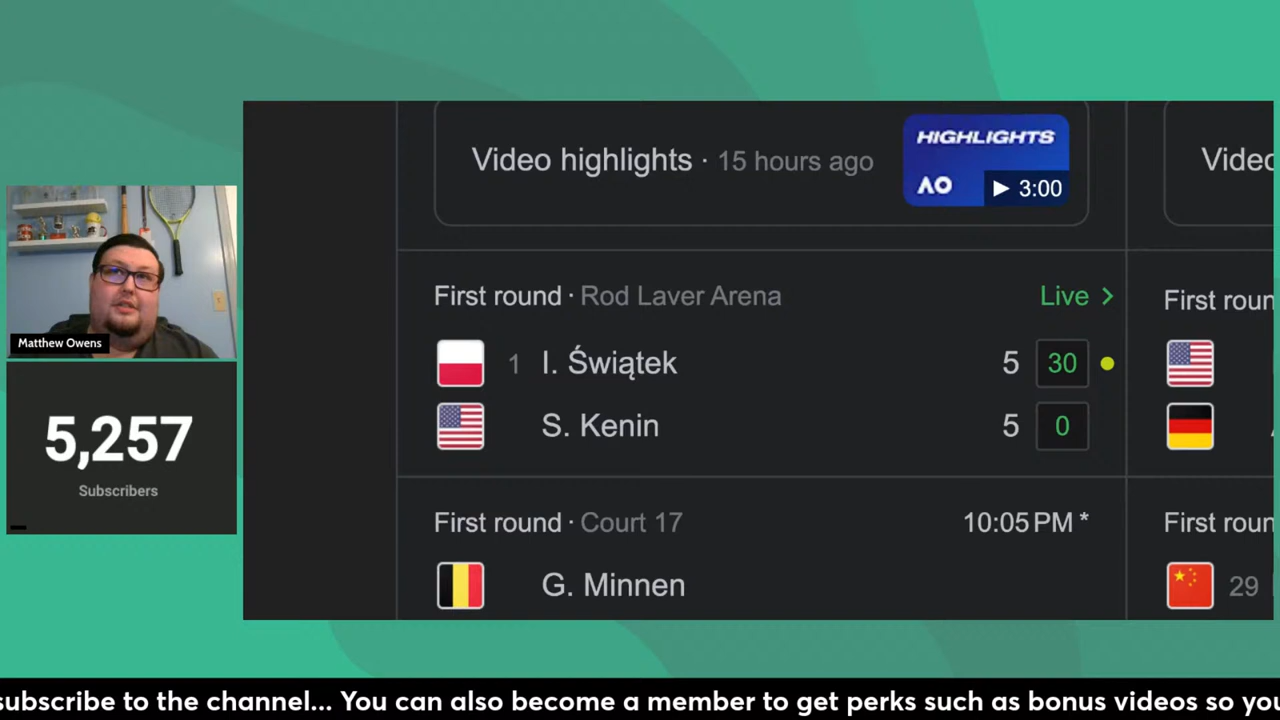 Video highlights · 15 hours ago
HIGHLIGHTS
AO
3:00
Video
First round · Rod Laver Arena
Live
1 I. Świątek 5 30
S. Kenin 5 0
First roun
First round · Court 17
10:05 PM *
G. Minnen
First roun
29
Matthew Owens
5,257
Subscribers
subscribe to the channel... You can also become a member to get perks such as bonus videos so you